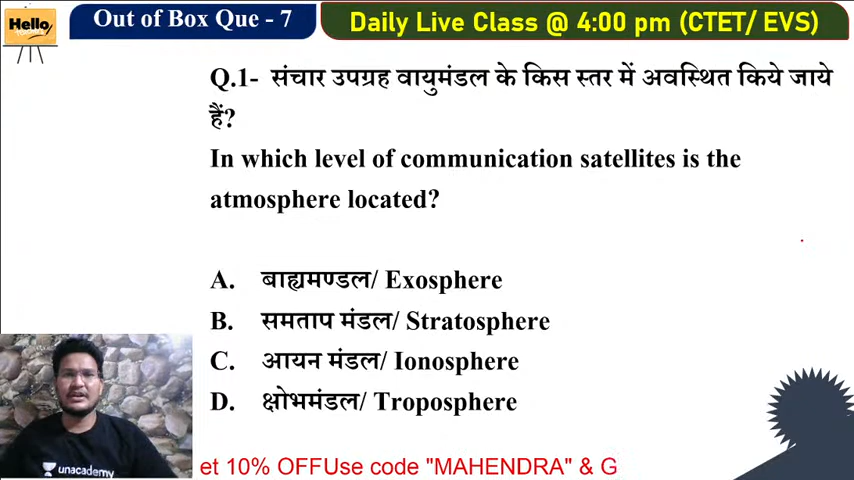 Hello
Out of Box Que - 7
Daily Live Class @ 4:00 pm (CTET/ EVS)
Q.1- संचार उपग्रह वायुमंडल के किस स्तर में अवस्थित किये जाये
हैं?
In which level of communication satellites is the
atmosphere located?
A. बाह्यमण्डल/ Exosphere
B. समताप मंडल/ Stratosphere
C. आयन मंडल/ Ionosphere
D. क्षोभमंडल/ Troposphere
unacademy
et 10% OFFUse code "MAHENDRA" & G